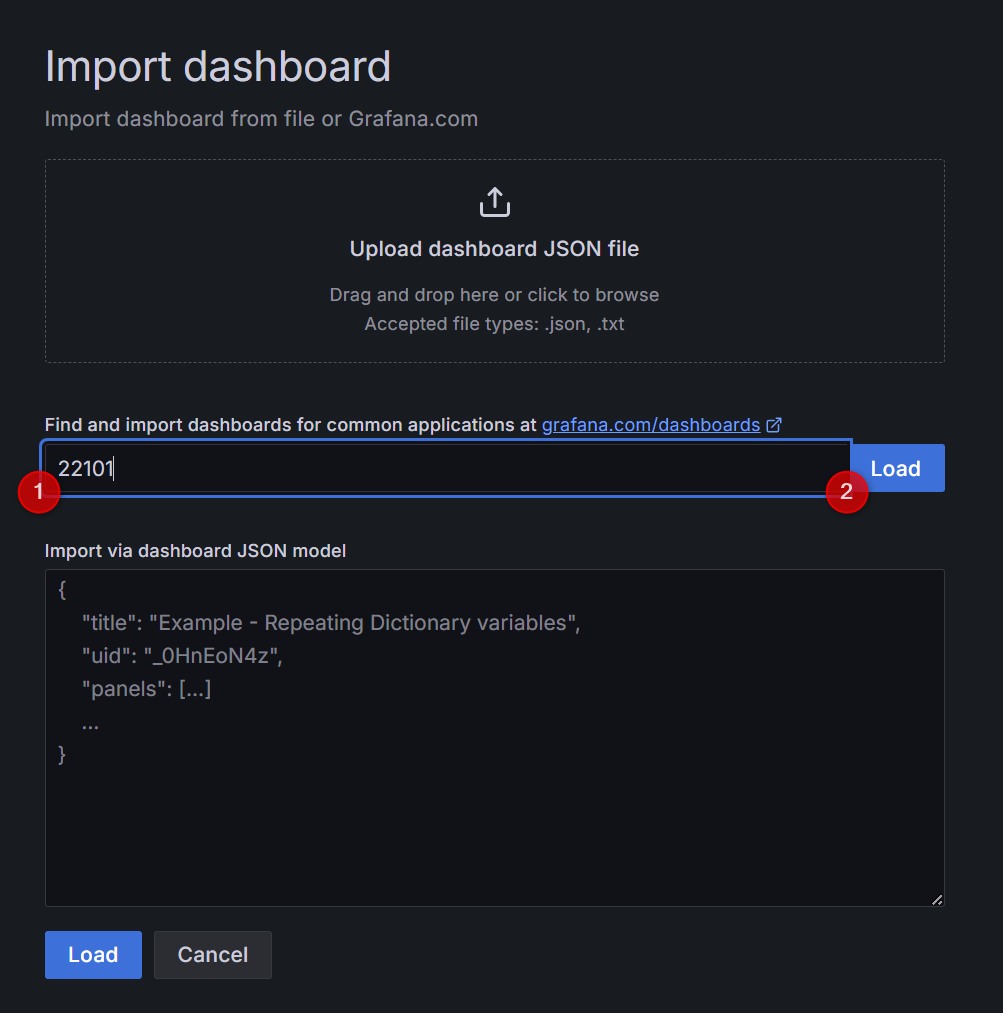 Import dashboard
Import dashboard from file or Grafana.com
Upload dashboard JSON file
Drag and drop here or click to browse
Accepted file types: .json, .txt
Find and import dashboards for common applications at grafana.com/dashboards
22101 Load
1 2
Import via dashboard JSON model
{
"title": "Example - Repeating Dictionary variables",
"uid": "_0HnEoN4z",
"panels": [...]
...
}
Load Cancel